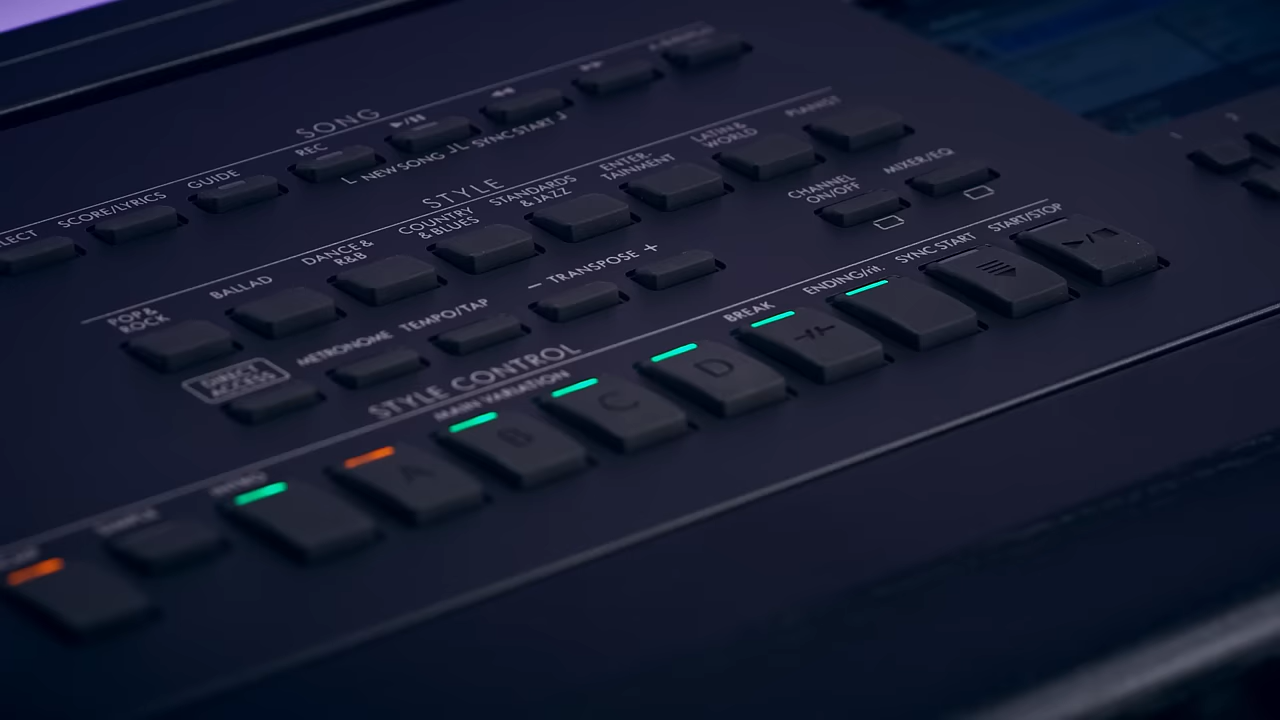 SONG
SCORE/LYRICS
GUIDE
REC
NEW SONG
SYNC START
STYLE
POP &
ROCK
BALLAD
DANCE &
R&B
COUNTRY
& BLUES
STANDARDS
& JAZZ
ENTER-
TAINMENT
LATIN &
WORLD
PIANIST
DIRECT
ACCESS
METRONOME
TEMPO/TAP
− TRANSPOSE +
CHANNEL
ON/OFF
MIXER/EQ
STYLE CONTROL
MAIN VARIATION
BREAK
ENDING/rit.
SYNC START
START/STOP
A
B
C
D